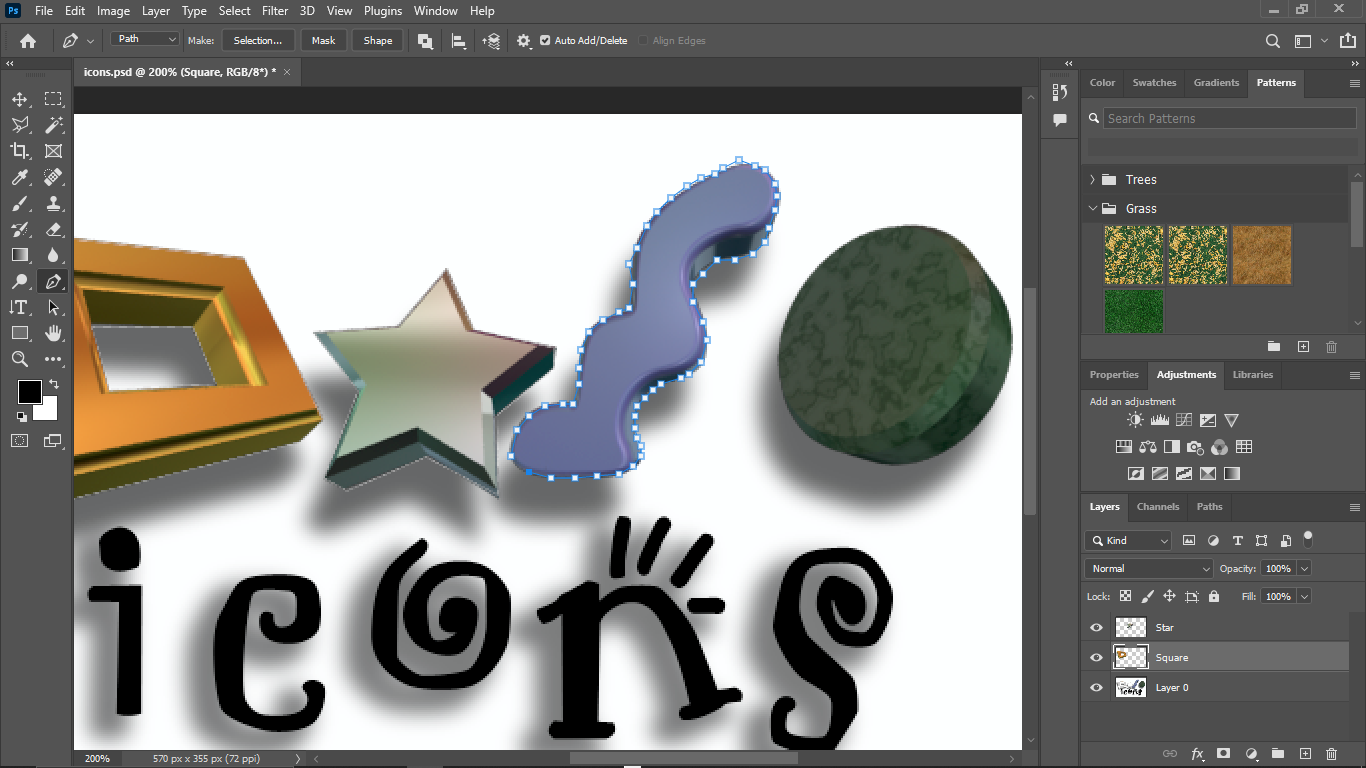 Ps File Edit Image Layer Type Select Filter 3D View Plugins Window Help
Path Make: Selection... Mask Shape Auto Add/Delete Align Edges
icons.psd @ 200% (Square, RGB/8*) * ×
Color Swatches Gradients Patterns
Search Patterns
Trees
Grass
Properties Adjustments Libraries
Add an adjustment
Layers Channels Paths
Kind
Normal Opacity: 100%
Lock: Fill: 100%
Star
Square
Layer 0
icons
200% 570 px x 355 px (72 ppi)